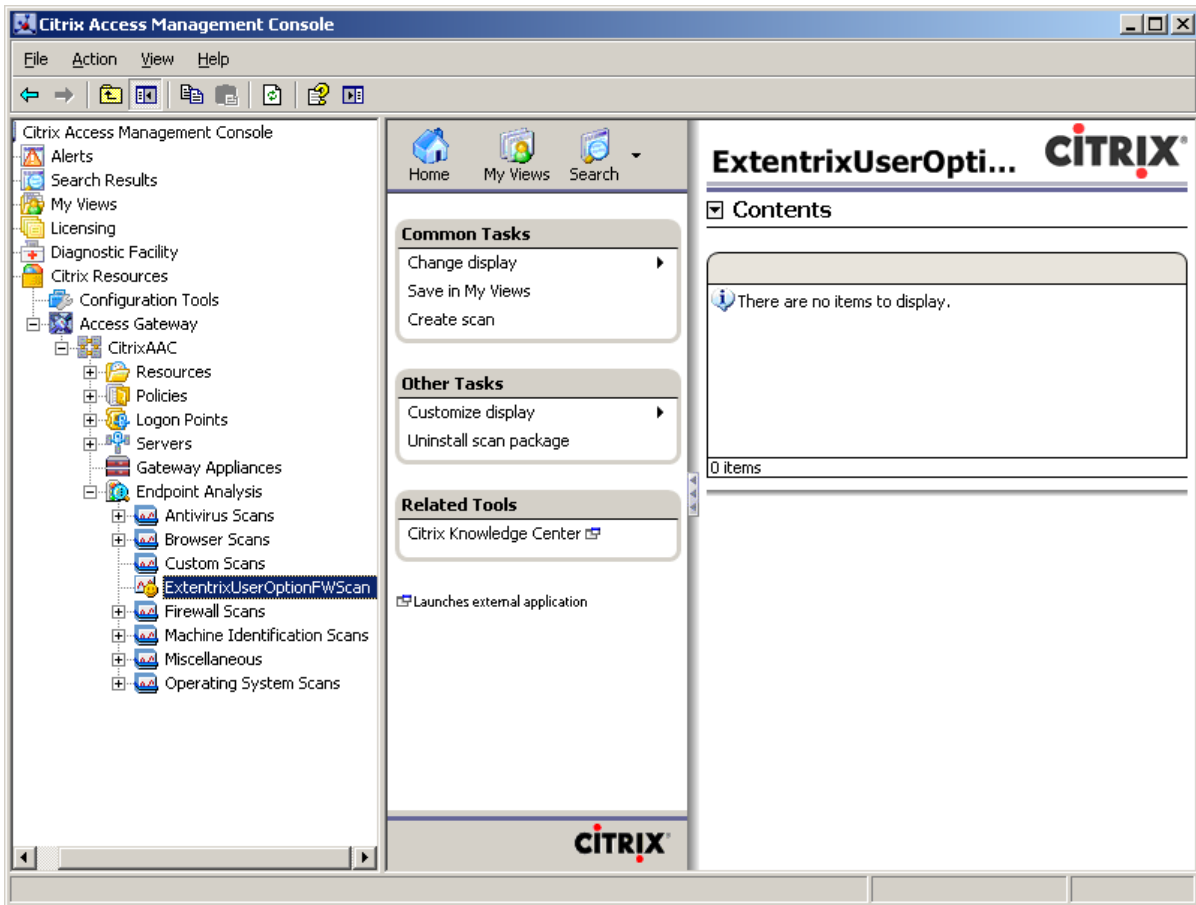 Citrix Access Management Console
File Action View Help
Citrix Access Management Console
Alerts
Search Results
My Views
Licensing
Diagnostic Facility
Citrix Resources
Configuration Tools
Access Gateway
CitrixAAC
Resources
Policies
Logon Points
Servers
Gateway Appliances
Endpoint Analysis
Antivirus Scans
Browser Scans
Custom Scans
ExtentrixUserOptionFWScan
Firewall Scans
Machine Identification Scans
Miscellaneous
Operating System Scans
Home My Views Search
Common Tasks
Change display
Save in My Views
Create scan
Other Tasks
Customize display
Uninstall scan package
Related Tools
Citrix Knowledge Center
Launches external application
CITRIX®
ExtentrixUserOpti... CITRIX®
Contents
There are no items to display.
0 items